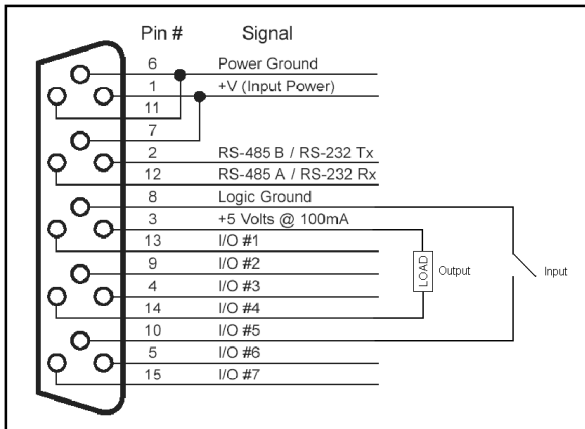 Pin # Signal
6 Power Ground
1 +V (Input Power)
11
7
2 RS-485 B / RS-232 Tx
12 RS-485 A / RS-232 Rx
8 Logic Ground
3 +5 Volts @ 100mA
13 I/O #1
9 I/O #2
4 I/O #3
14 I/O #4
10 I/O #5
5 I/O #6
15 I/O #7
LOAD
Output
Input